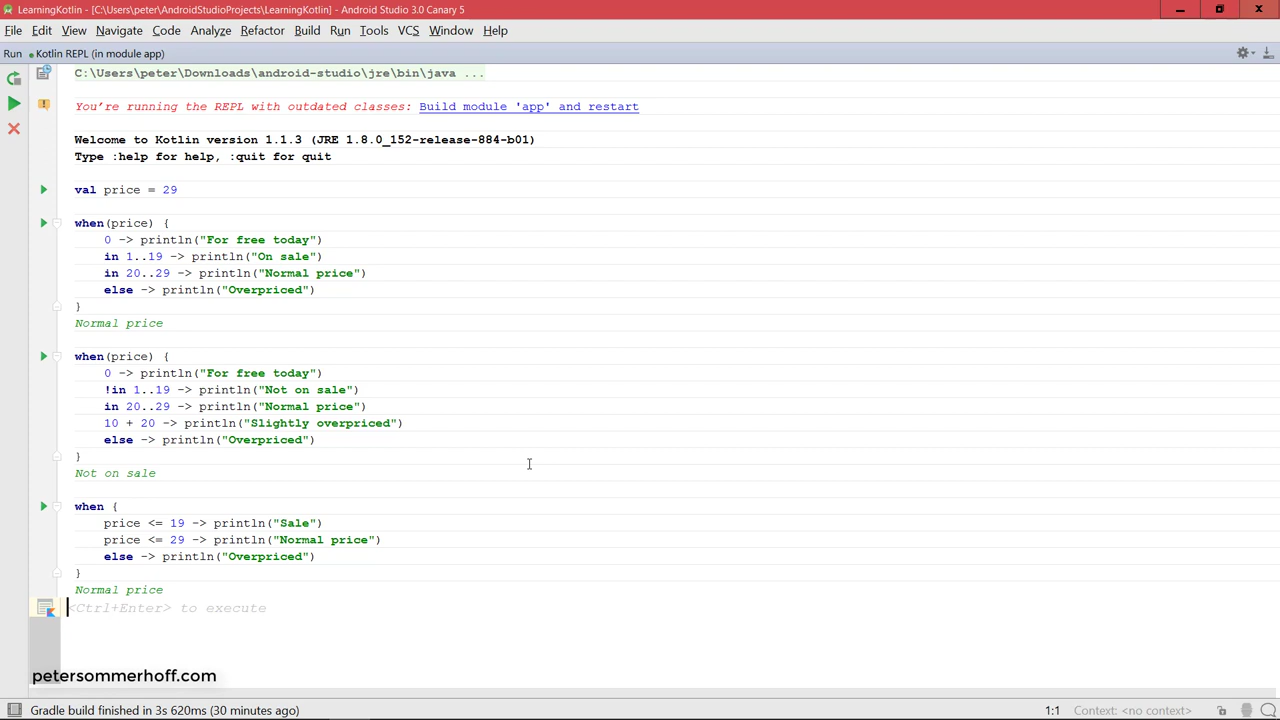 LearningKotlin - [C:\Users\peter\AndroidStudioProjects\LearningKotlin] - Android Studio 3.0 Canary 5
File Edit View Navigate Code Analyze Refactor Build Run Tools VCS Window Help
Run Kotlin REPL (in module app)
C:\Users\peter\Downloads\android-studio\jre\bin\java ...
You're running the REPL with outdated classes: Build module 'app' and restart
Welcome to Kotlin version 1.1.3 (JRE 1.8.0_152-release-884-b01)
Type :help for help, :quit for quit
val price = 29
when(price) {
0 -> println("For free today")
in 1..19 -> println("On sale")
in 20..29 -> println("Normal price")
else -> println("Overpriced")
}
Normal price
when(price) {
0 -> println("For free today")
!in 1..19 -> println("Not on sale")
in 20..29 -> println("Normal price")
10 + 20 -> println("Slightly overpriced")
else -> println("Overpriced")
}
Not on sale
when {
price <= 19 -> println("Sale")
price <= 29 -> println("Normal price")
else -> println("Overpriced")
}
Normal price
<Ctrl+Enter> to execute
petersommerhoff.com
Gradle build finished in 3s 620ms (30 minutes ago) 1:1 Context: <no context>